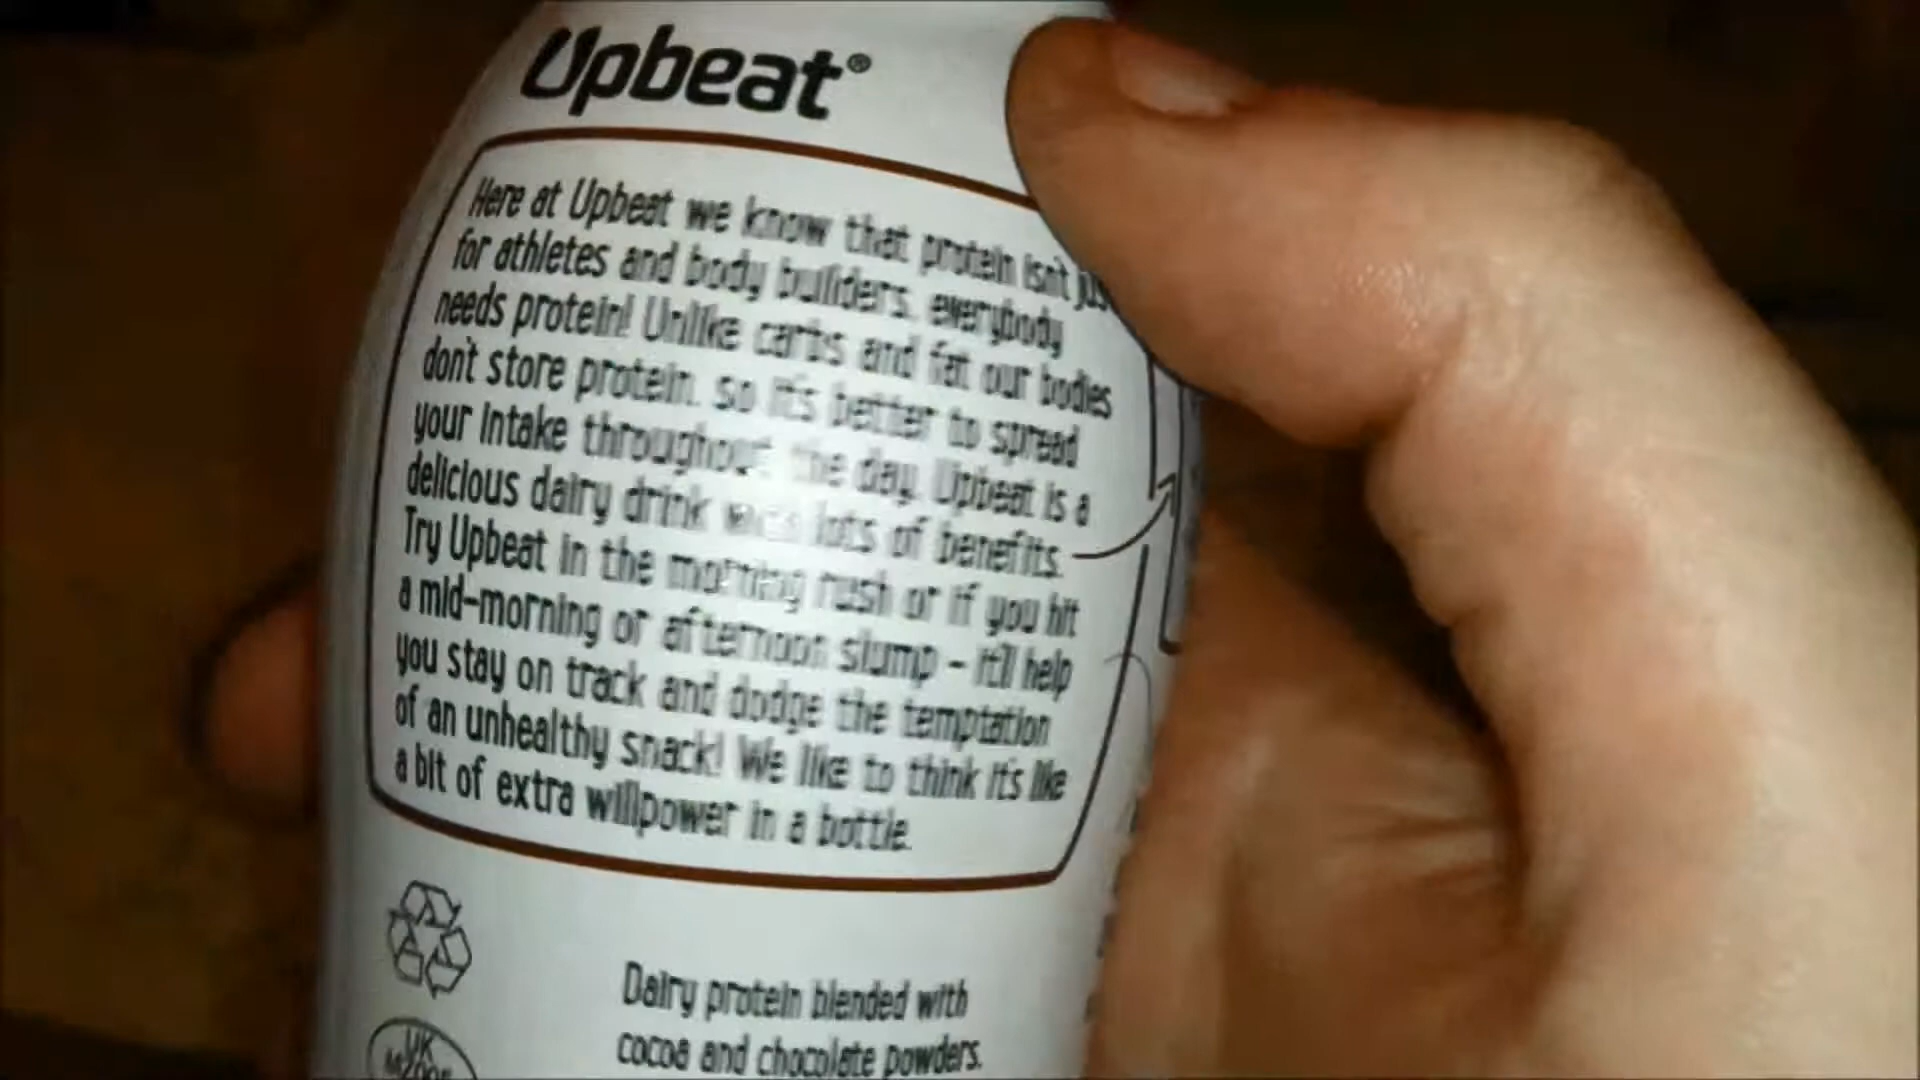 Upbeat®
Here at Upbeat we know that protein isn't
for athletes and body builders, everybody
needs protein! Unlike carbs and fat our bodies
don't store protein, so it's better to spread
your intake throughout the day. Upbeat is a
delicious dairy drink with lots of benefits.
Try Upbeat in the morning rush or if you hit
a mid-morning or afternoon slump - it'll help
you stay on track and dodge the temptation
of an unhealthy snack! We like to think it's like
a bit of extra willpower in a bottle.
Dairy protein blended with
cocoa and chocolate powders.
UK